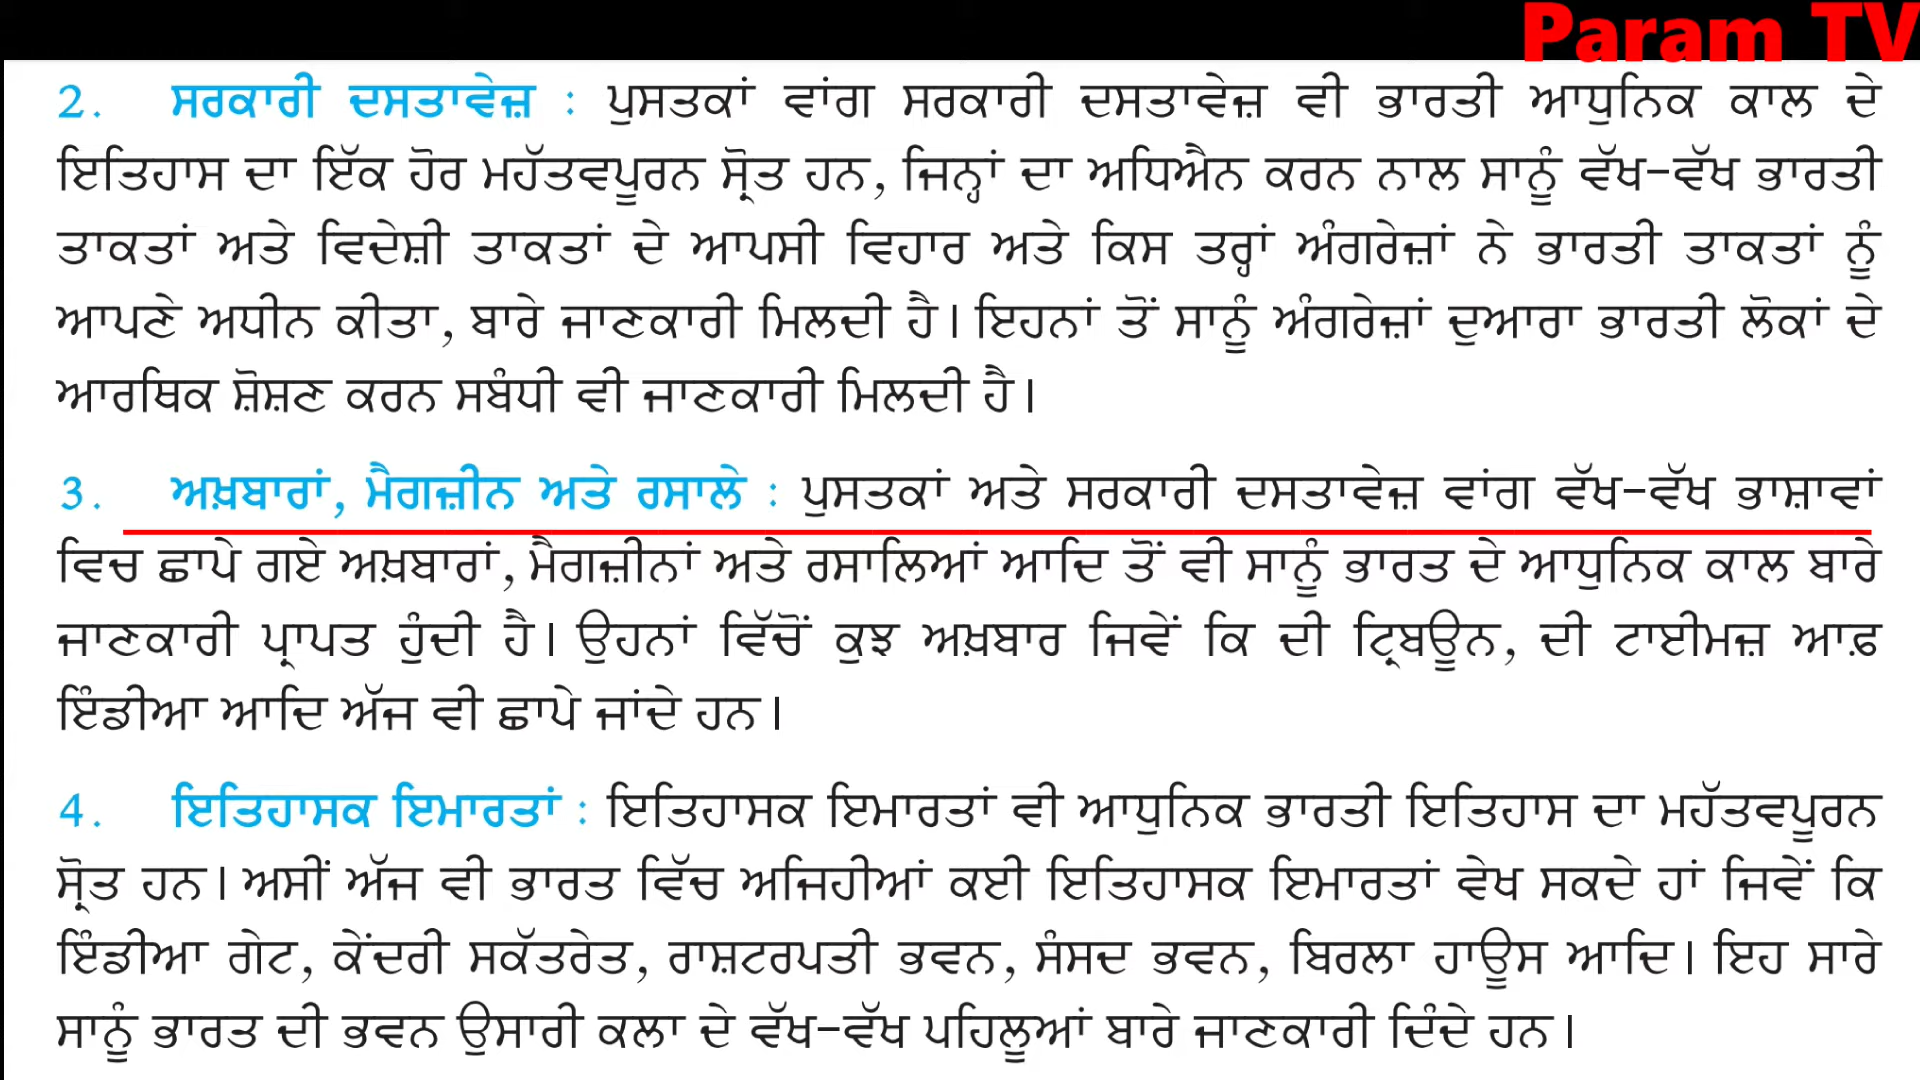 Param TV
2. ਸਰਕਾਰੀ ਦਸਤਾਵੇਜ਼ : ਪੁਸਤਕਾਂ ਵਾਂਗ ਸਰਕਾਰੀ ਦਸਤਾਵੇਜ਼ ਵੀ ਭਾਰਤੀ ਆਧੁਨਿਕ ਕਾਲ ਦੇ
ਇਤਿਹਾਸ ਦਾ ਇੱਕ ਹੋਰ ਮਹੱਤਵਪੂਰਨ ਸ੍ਰੋਤ ਹਨ, ਜਿਨ੍ਹਾਂ ਦਾ ਅਧਿਐਨ ਕਰਨ ਨਾਲ ਸਾਨੂੰ ਵੱਖ-ਵੱਖ ਭਾਰਤੀ
ਤਾਕਤਾਂ ਅਤੇ ਵਿਦੇਸ਼ੀ ਤਾਕਤਾਂ ਦੇ ਆਪਸੀ ਵਿਹਾਰ ਅਤੇ ਕਿਸ ਤਰ੍ਹਾਂ ਅੰਗਰੇਜ਼ਾਂ ਨੇ ਭਾਰਤੀ ਤਾਕਤਾਂ ਨੂੰ
ਆਪਣੇ ਅਧੀਨ ਕੀਤਾ, ਬਾਰੇ ਜਾਣਕਾਰੀ ਮਿਲਦੀ ਹੈ। ਇਹਨਾਂ ਤੋਂ ਸਾਨੂੰ ਅੰਗਰੇਜ਼ਾਂ ਦੁਆਰਾ ਭਾਰਤੀ ਲੋਕਾਂ ਦੇ
ਆਰਥਿਕ ਸ਼ੋਸ਼ਣ ਕਰਨ ਸਬੰਧੀ ਵੀ ਜਾਣਕਾਰੀ ਮਿਲਦੀ ਹੈ।
3. ਅਖ਼ਬਾਰਾਂ, ਮੈਗਜ਼ੀਨ ਅਤੇ ਰਸਾਲੇ : ਪੁਸਤਕਾਂ ਅਤੇ ਸਰਕਾਰੀ ਦਸਤਾਵੇਜ਼ ਵਾਂਗ ਵੱਖ-ਵੱਖ ਭਾਸ਼ਾਵਾਂ
ਵਿਚ ਛਾਪੇ ਗਏ ਅਖ਼ਬਾਰਾਂ, ਮੈਗਜ਼ੀਨਾਂ ਅਤੇ ਰਸਾਲਿਆਂ ਆਦਿ ਤੋਂ ਵੀ ਸਾਨੂੰ ਭਾਰਤ ਦੇ ਆਧੁਨਿਕ ਕਾਲ ਬਾਰੇ
ਜਾਣਕਾਰੀ ਪ੍ਰਾਪਤ ਹੁੰਦੀ ਹੈ। ਉਹਨਾਂ ਵਿੱਚੋਂ ਕੁਝ ਅਖ਼ਬਾਰ ਜਿਵੇਂ ਕਿ ਦੀ ਟ੍ਰਿਬਊਨ, ਦੀ ਟਾਈਮਜ਼ ਆਫ਼
ਇੰਡੀਆ ਆਦਿ ਅੱਜ ਵੀ ਛਾਪੇ ਜਾਂਦੇ ਹਨ।
4. ਇਤਿਹਾਸਕ ਇਮਾਰਤਾਂ : ਇਤਿਹਾਸਕ ਇਮਾਰਤਾਂ ਵੀ ਆਧੁਨਿਕ ਭਾਰਤੀ ਇਤਿਹਾਸ ਦਾ ਮਹੱਤਵਪੂਰਨ
ਸ੍ਰੋਤ ਹਨ। ਅਸੀਂ ਅੱਜ ਵੀ ਭਾਰਤ ਵਿੱਚ ਅਜਿਹੀਆਂ ਕਈ ਇਤਿਹਾਸਕ ਇਮਾਰਤਾਂ ਵੇਖ ਸਕਦੇ ਹਾਂ ਜਿਵੇਂ ਕਿ
ਇੰਡੀਆ ਗੇਟ, ਕੇਂਦਰੀ ਸਕੱਤਰੇਤ, ਰਾਸ਼ਟਰਪਤੀ ਭਵਨ, ਸੰਸਦ ਭਵਨ, ਬਿਰਲਾ ਹਾਊਸ ਆਦਿ। ਇਹ ਸਾਰੇ
ਸਾਨੂੰ ਭਾਰਤ ਦੀ ਭਵਨ ਉਸਾਰੀ ਕਲਾ ਦੇ ਵੱਖ-ਵੱਖ ਪਹਿਲੂਆਂ ਬਾਰੇ ਜਾਣਕਾਰੀ ਦਿੰਦੇ ਹਨ।